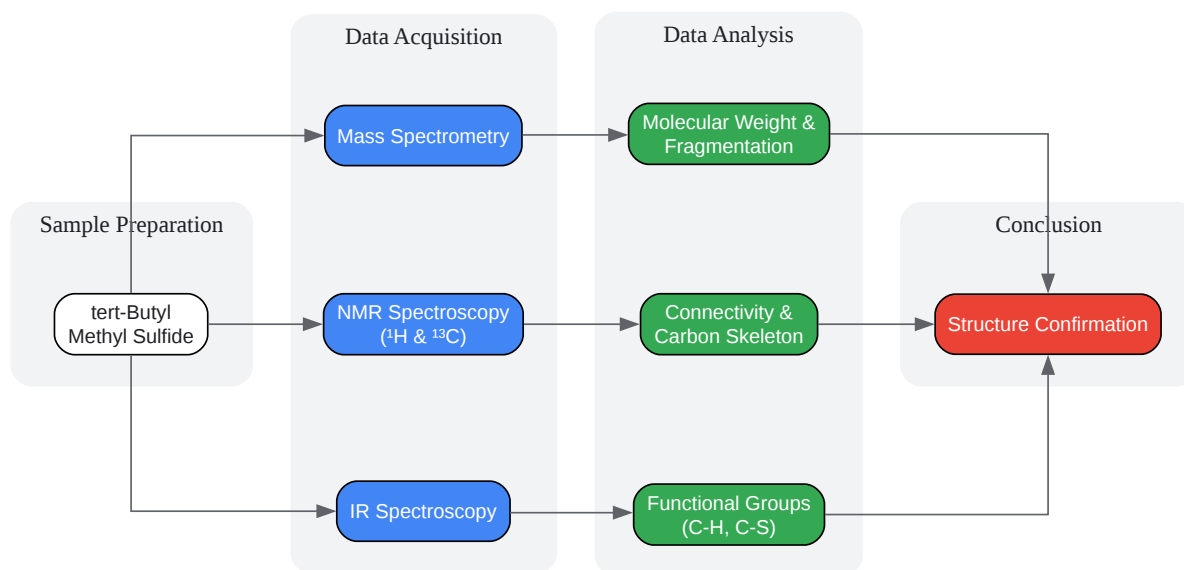 Data Acquisition
Data Analysis
Mass Spectrometry
Molecular Weight &
Fragmentation
Sample Preparation
Conclusion
tert-Butyl
Methyl Sulfide
NMR Spectroscopy
(¹H & ¹³C)
Connectivity &
Carbon Skeleton
Structure Confirmation
IR Spectroscopy
Functional Groups
(C-H, C-S)